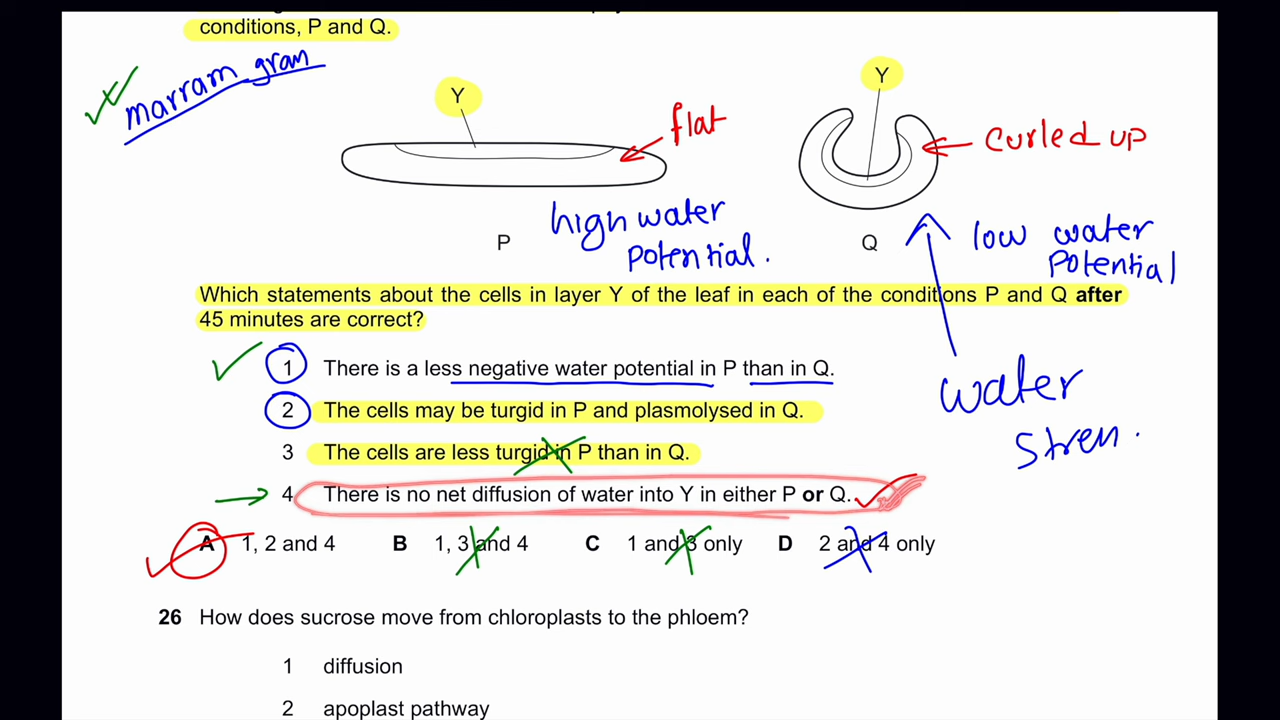 conditions, P and Q.
marram gran
Y
Y
flat
curled up
high water
potential.
P
Q
low water
potential
Which statements about the cells in layer Y of the leaf in each of the conditions P and Q after
45 minutes are correct?
1 There is a less negative water potential in P than in Q.
2 The cells may be turgid in P and plasmolysed in Q.
3 The cells are less turgid in P than in Q.
4 There is no net diffusion of water into Y in either P or Q.
water
stren.
A 1, 2 and 4 B 1, 3 and 4 C 1 and 3 only D 2 and 4 only
26 How does sucrose move from chloroplasts to the phloem?
1 diffusion
2 apoplast pathway